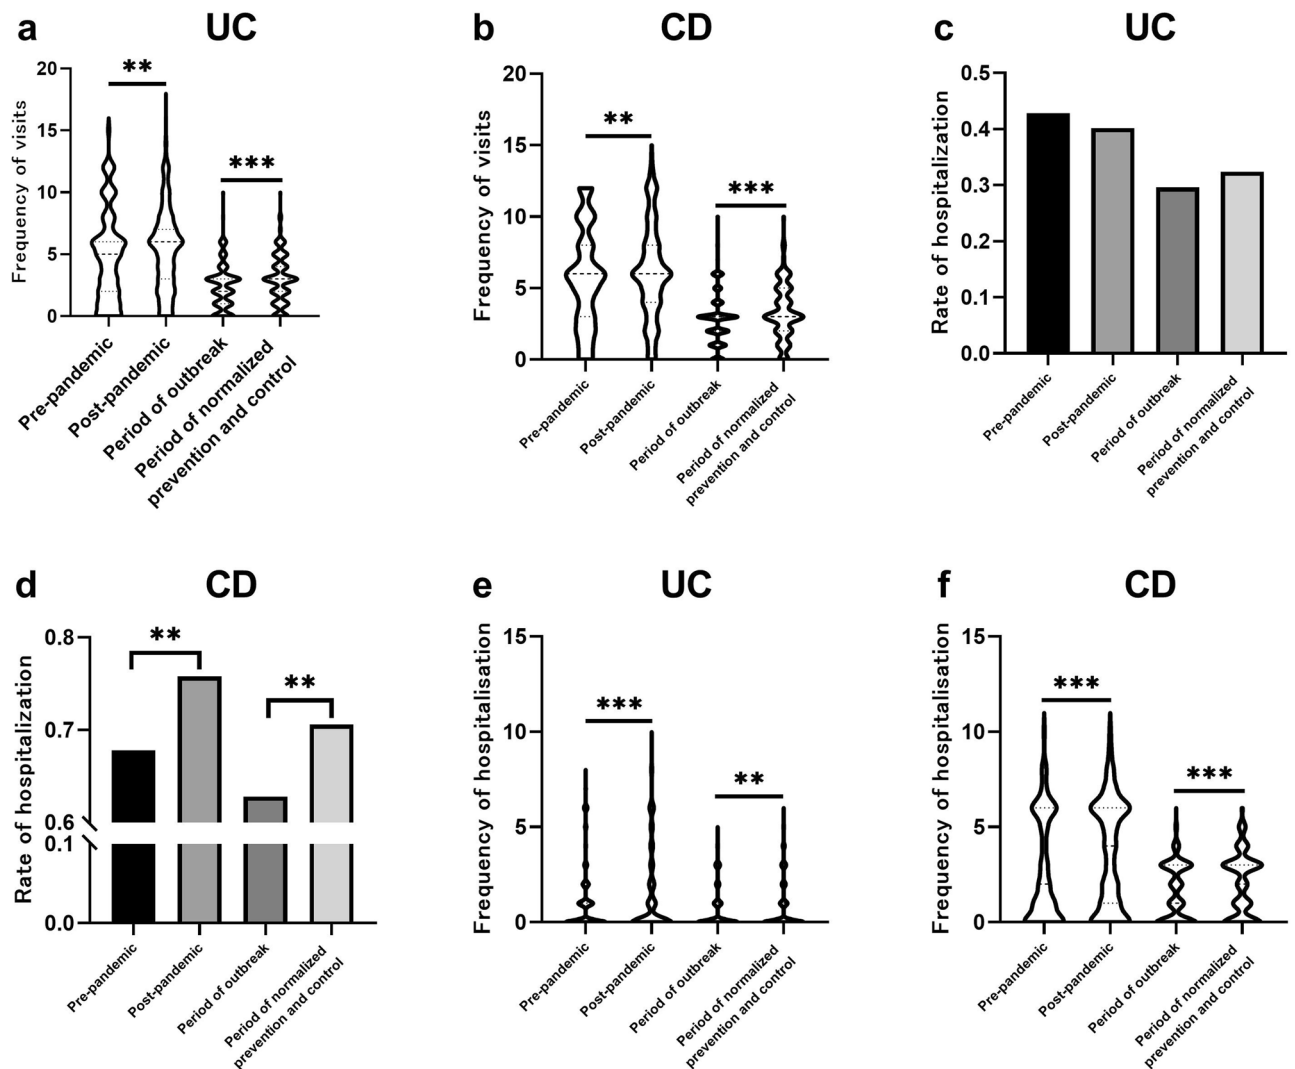 a UC
20
15
10
5
0
Frequency of visits
**
***
Pre-pandemic
Post-pandemic
Period of outbreak
Period of normalized
prevention and control
b CD
20
15
10
5
0
Frequency of visits
**
***
Pre-pandemic
Post-pandemic
Period of outbreak
Period of normalized
prevention and control
c UC
0.5
0.4
0.3
0.2
0.1
0.0
Rate of hospitalization
Pre-pandemic
Post-pandemic
Period of outbreak
Period of normalized
prevention and control
d CD
0.8
0.7
0.6
0.1
0.0
Rate of hospitalization
**
**
Pre-pandemic
Post-pandemic
Period of outbreak
Period of normalized
prevention and control
e UC
15
10
5
0
Frequency of hospitalisation
***
**
Pre-pandemic
Post-pandemic
Period of outbreak
Period of normalized
prevention and control
f CD
15
10
5
0
Frequency of hospitalisation
***
***
Pre-pandemic
Post-pandemic
Period of outbreak
Period of normalized
prevention and control